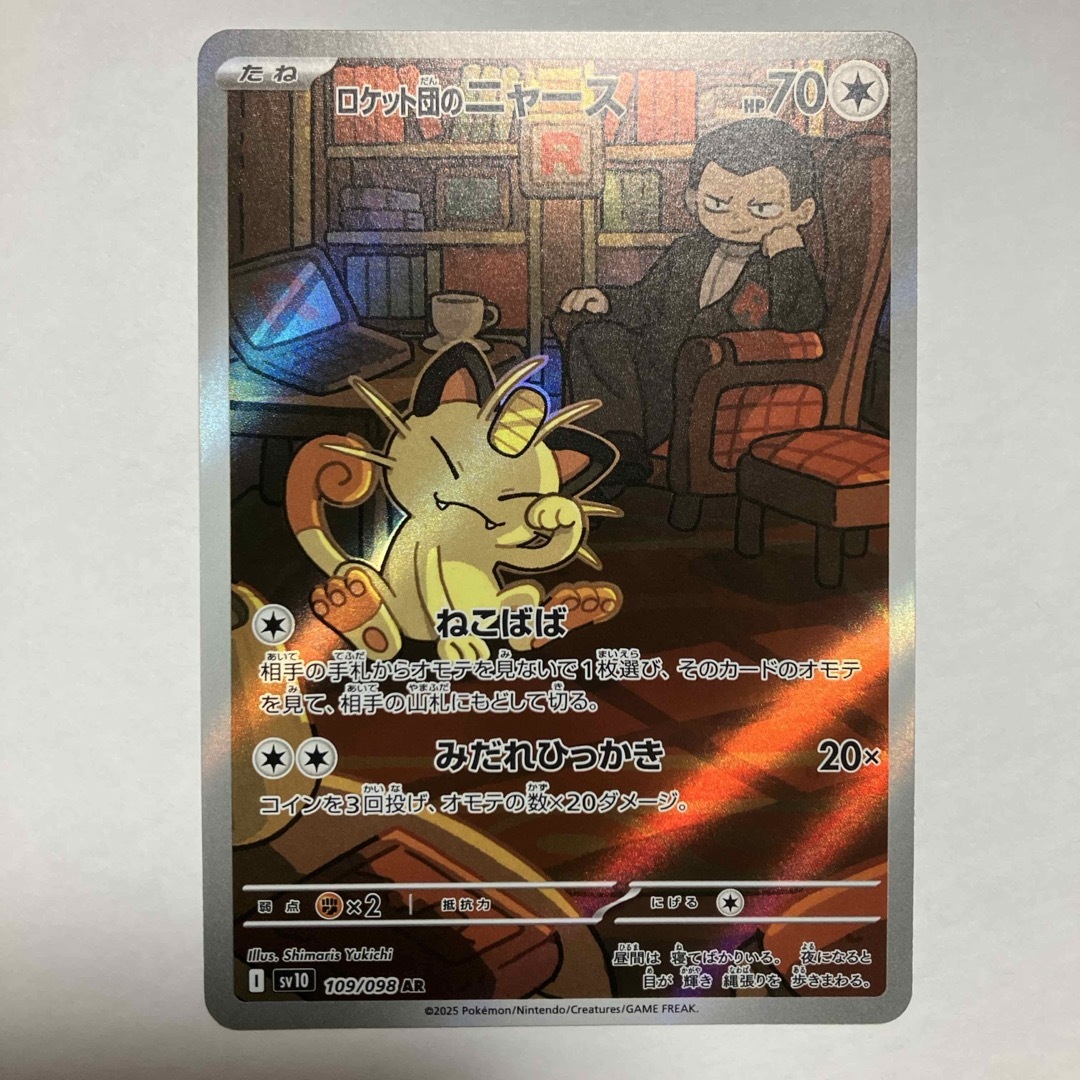 たね
ロケット団のニャース
HP70
R
ねこばば
相手の手札からオモテを見ないで1枚選び、そのカードのオモテ
を見て、相手の山札にもどして切る。
みだれひっかき 20×
コインを3回投げ、オモテの数×20ダメージ。
弱点 ×2 抵抗力 にげる
Illus. Shimaris Yukichi
I sv10 109/098 AR
昼間は 寝てばかりいる。 夜になると
目が 輝き 縄張りを 歩きまわる。
©2025 Pokémon/Nintendo/Creatures/GAME FREAK.